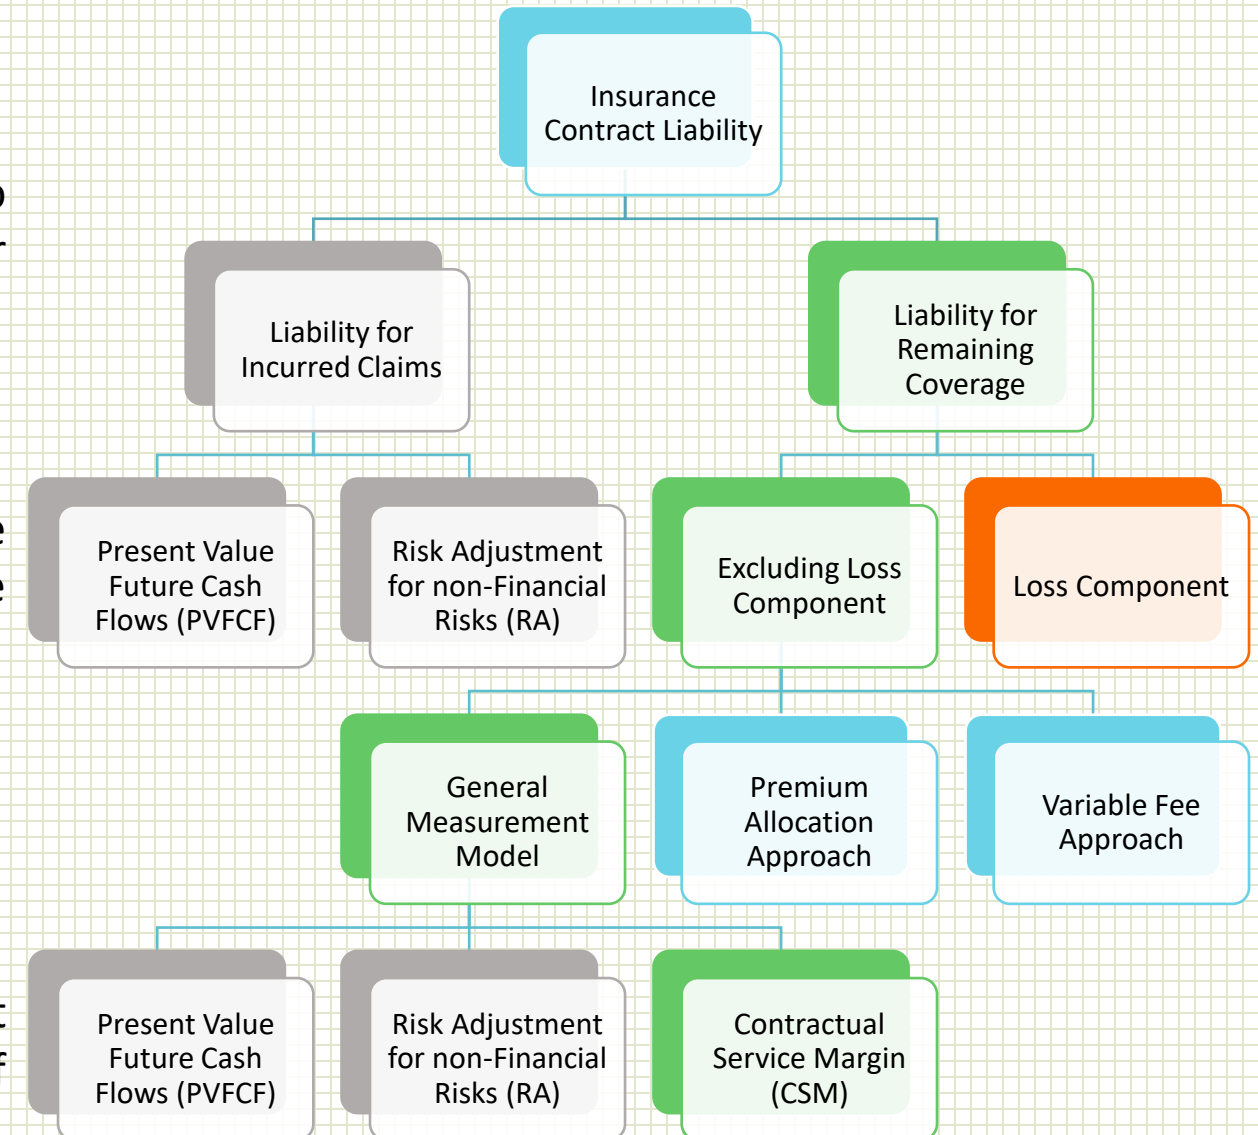 Insurance
Contract Liability
Liability for
Incurred Claims
Liability for
Remaining
Coverage
Present Value
Future Cash
Flows (PVFCF)
Risk Adjustment
for non-Financial
Risks (RA)
Excluding Loss
Component
Loss Component
General
Measurement
Model
Premium
Allocation
Approach
Variable Fee
Approach
Present Value
Future Cash
Flows (PVFCF)
Risk Adjustment
for non-Financial
Risks (RA)
Contractual
Service Margin
(CSM)